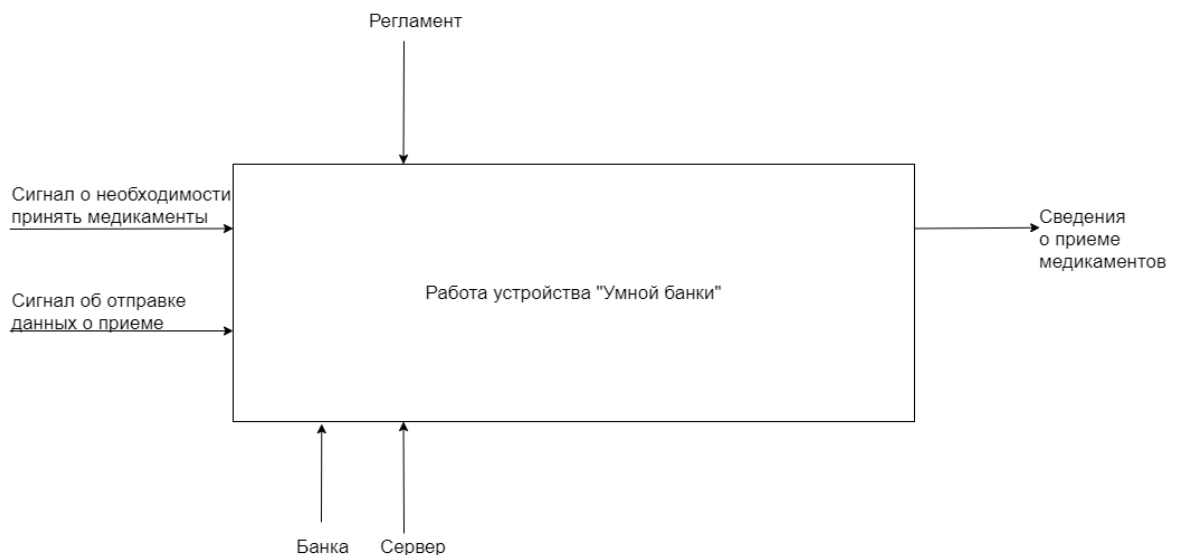 Регламент
Сигнал о необходимости
принять медикаменты
Сведения
о приеме
медикаментов
Работа устройства "Умной банки"
Сигнал об отправке
данных о приеме
Банка
Сервер